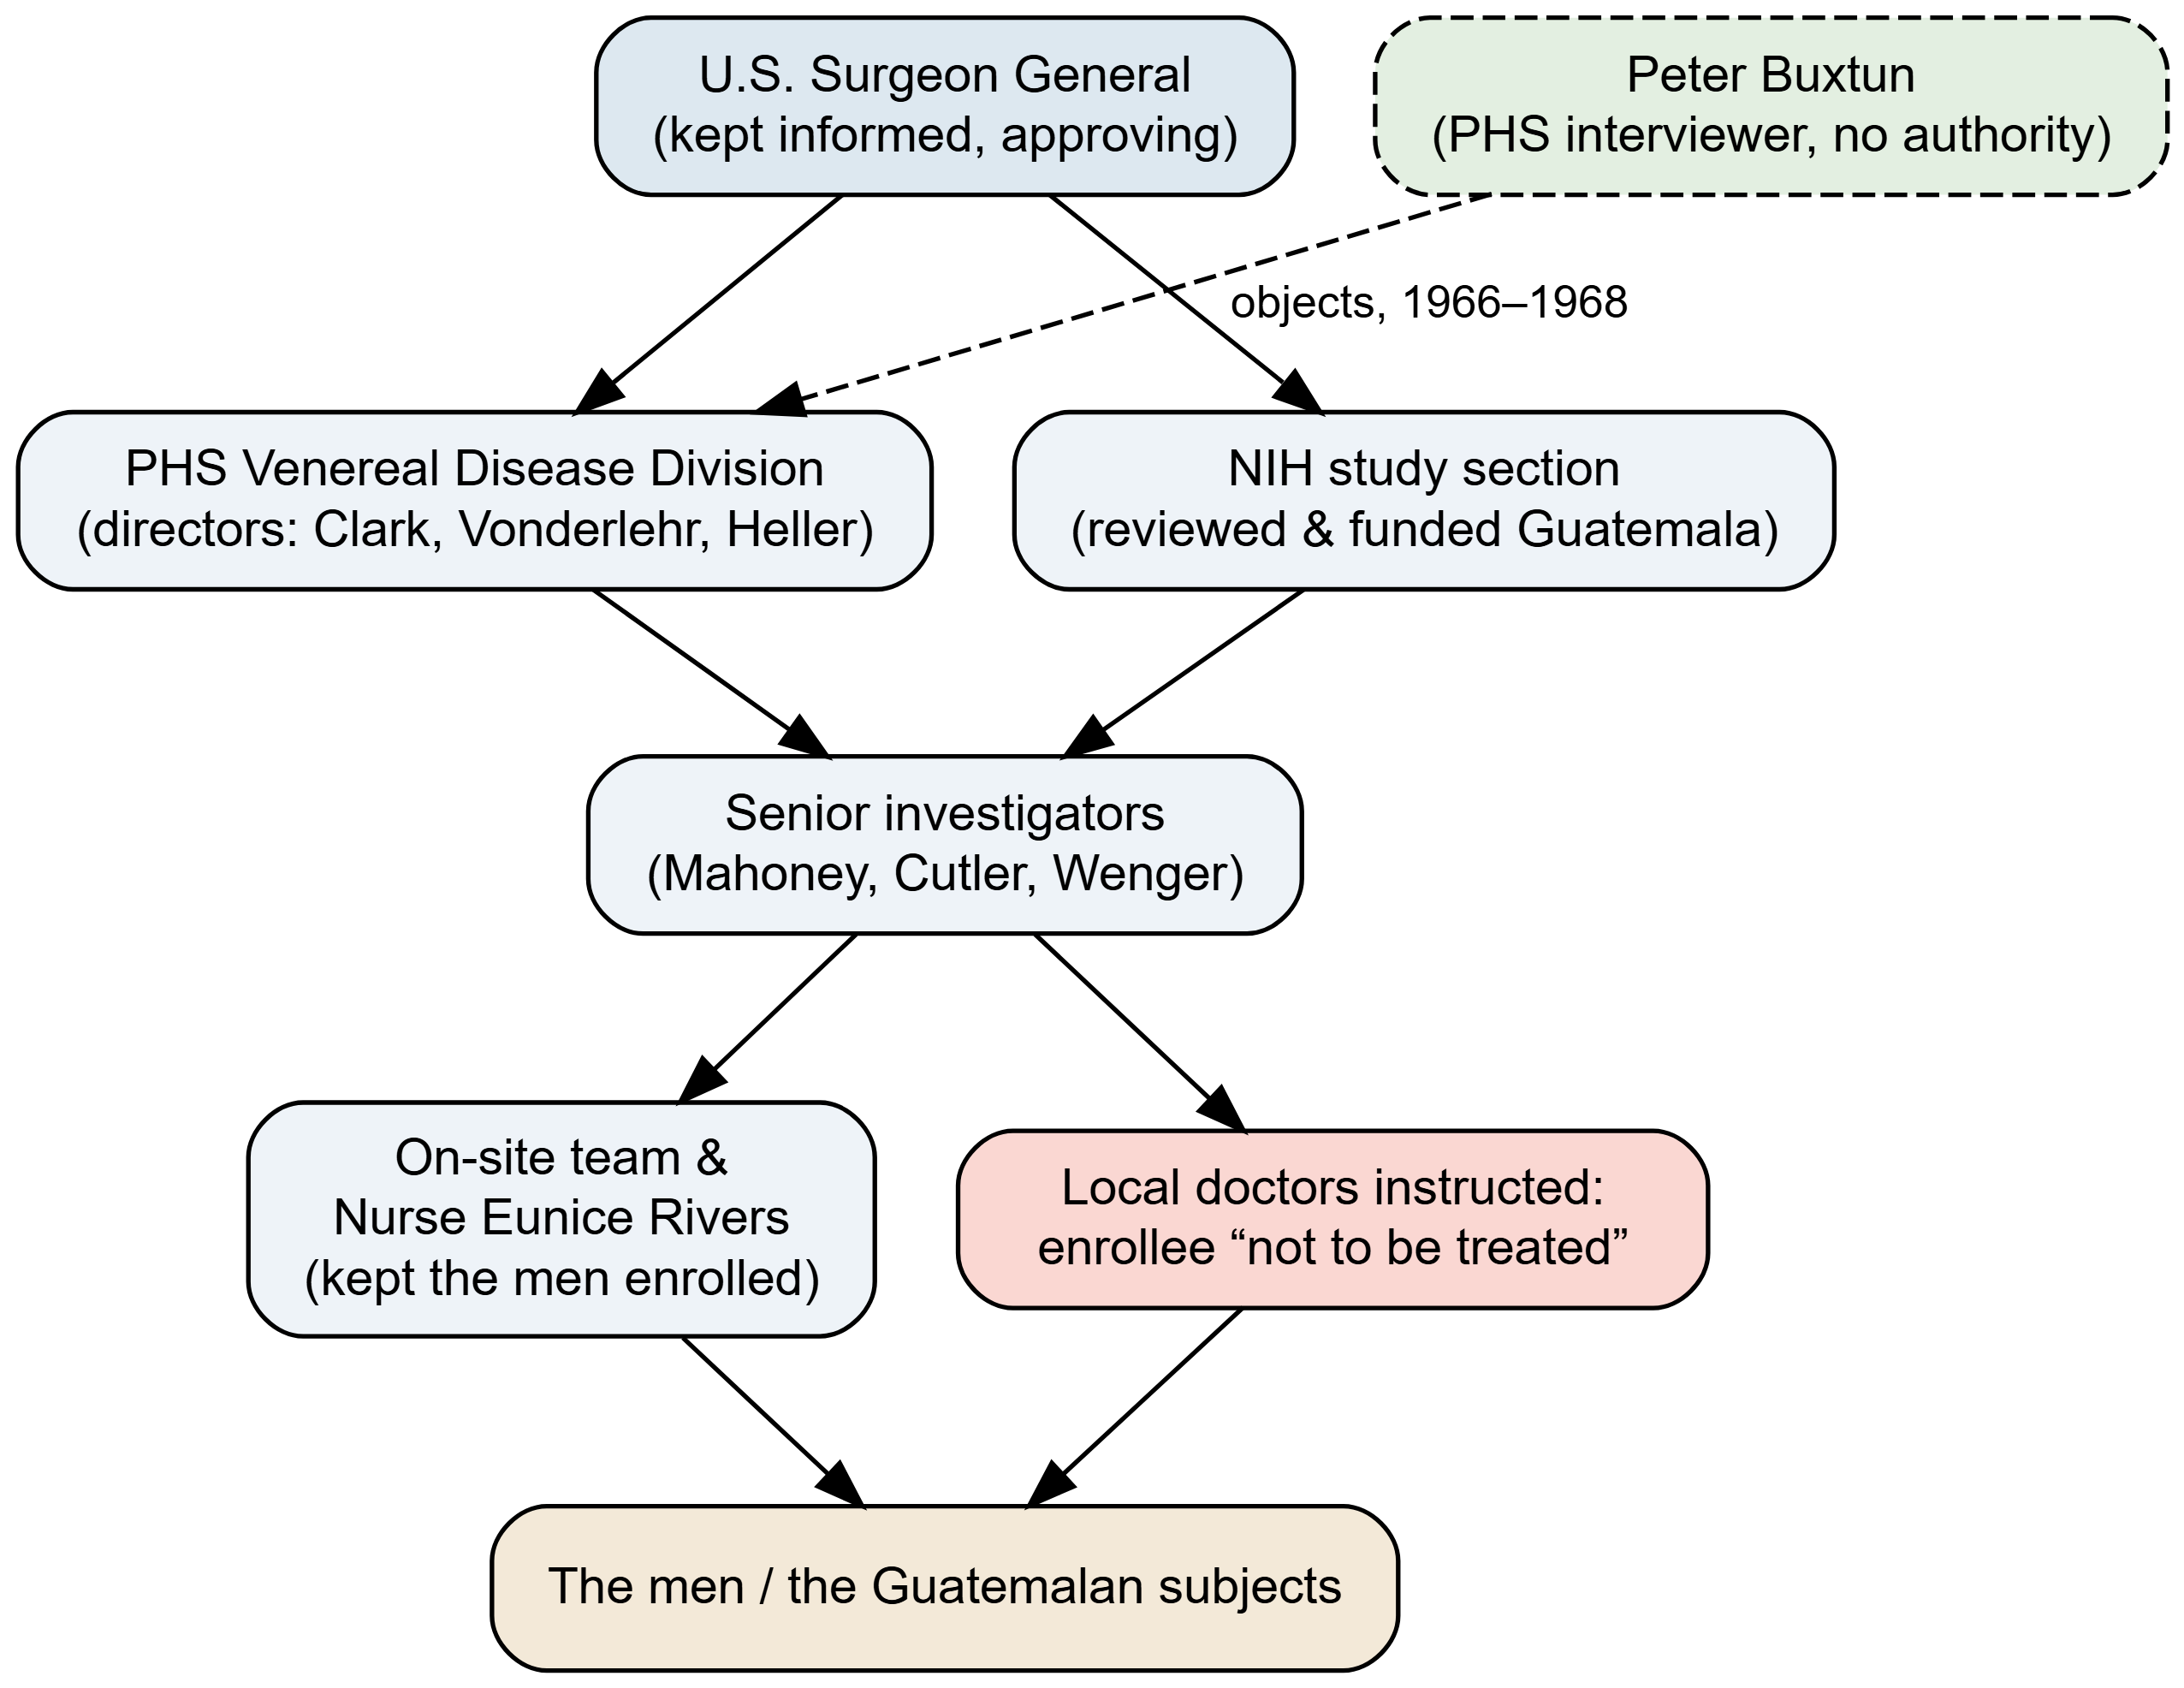 U.S. Surgeon General
(kept informed, approving)
Peter Buxtun
(PHS interviewer, no authority)
objects, 1966–1968
PHS Venereal Disease Division
(directors: Clark, Vonderlehr, Heller)
NIH study section
(reviewed & funded Guatemala)
Senior investigators
(Mahoney, Cutler, Wenger)
On-site team &
Nurse Eunice Rivers
(kept the men enrolled)
Local doctors instructed:
enrollee “not to be treated”
The men / the Guatemalan subjects